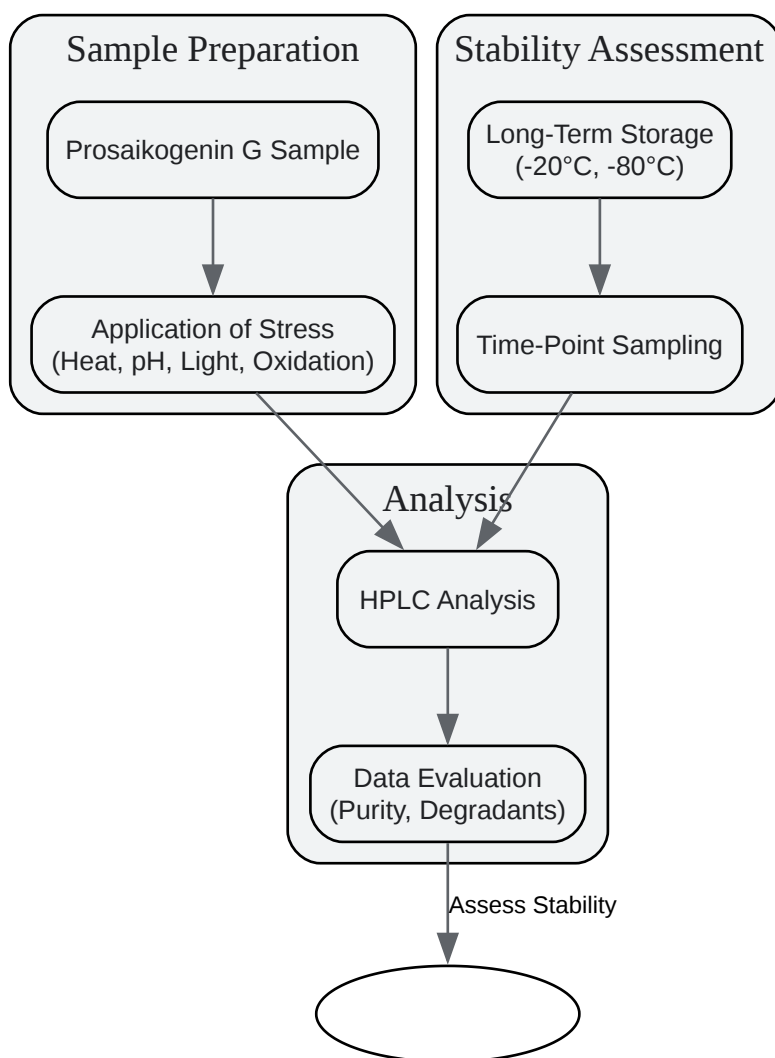 Sample Preparation
Prosaikogenin G Sample
Application of Stress
(Heat, pH, Light, Oxidation)
Stability Assessment
Long-Term Storage
(-20°C, -80°C)
Time-Point Sampling
Analysis
HPLC Analysis
Data Evaluation
(Purity, Degradants)
Assess Stability